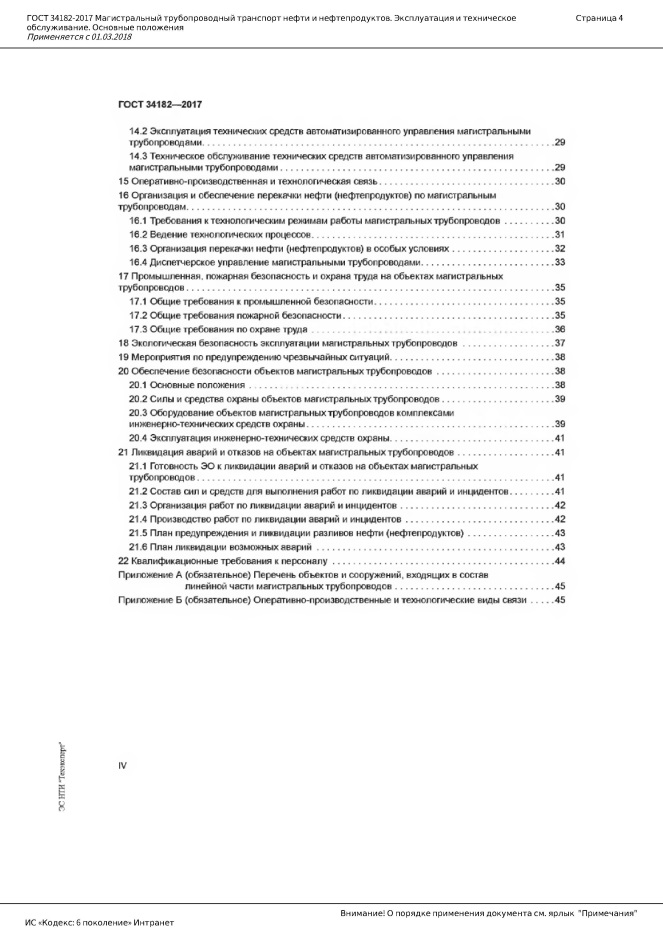 ГОСТ 34182-2017 Магистральный трубопроводный транспорт нефти и нефтепродуктов. Эксплуатация и техническое
обслуживание. Основные положения
Применяется с 01.03.2018
Страница 4
ГОСТ 34182—2017
14.2 Эксплуатация технических средств автоматизированного управления магистральными
трубопроводами. . . . . . . . . . . . . . . . . . . . . . . . . . . . . . . . . . . . . . . . . . . . . . . . . .29
14.3 Техническое обслуживание технических средств автоматизированного управления
магистральными трубопроводами . . . . . . . . . . . . . . . . . . . . . . . . . . . . . . . . . . . . . .29
15 Оперативно-производственная и технологическая связь . . . . . . . . . . . . . . . . . . . . . . . .30
16 Организация и обеспечение перекачки нефти (нефтепродуктов) по магистральным
трубопроводам. . . . . . . . . . . . . . . . . . . . . . . . . . . . . . . . . . . . . . . . . . . . . . . . . . . .30
16.1 Требования к технологическим режимам работы магистральных трубопроводов . . . . . . . .30
16.2 Ведение технологических процессов. . . . . . . . . . . . . . . . . . . . . . . . . . . . . . . . . .31
16.3 Организация перекачки нефти (нефтепродуктов) в особых условиях . . . . . . . . . . . . . . .32
16.4 Диспетчерское управление магистральными трубопроводами. . . . . . . . . . . . . . . . . . .33
17 Промышленная, пожарная безопасность и охрана труда на объектах магистральных
трубопроводов . . . . . . . . . . . . . . . . . . . . . . . . . . . . . . . . . . . . . . . . . . . . . . . . . . .35
17.1 Общие требования к промышленной безопасности. . . . . . . . . . . . . . . . . . . . . . . . . .35
17.2 Общие требования пожарной безопасности . . . . . . . . . . . . . . . . . . . . . . . . . . . . . .35
17.3 Общие требования по охране труда . . . . . . . . . . . . . . . . . . . . . . . . . . . . . . . . . .36
18 Экологическая безопасность эксплуатации магистральных трубопроводов . . . . . . . . . . . . .37
19 Мероприятия по предупреждению чрезвычайных ситуаций. . . . . . . . . . . . . . . . . . . . . . .38
20 Обеспечение безопасности объектов магистральных трубопроводов . . . . . . . . . . . . . . . . .38
20.1 Основные положения . . . . . . . . . . . . . . . . . . . . . . . . . . . . . . . . . . . . . . . . . .38
20.2 Силы и средства охраны объектов магистральных трубопроводов . . . . . . . . . . . . . . . .39
20.3 Оборудование объектов магистральных трубопроводов комплексами
инженерно-технических средств охраны . . . . . . . . . . . . . . . . . . . . . . . . . . . . . . . . . .39
20.4 Эксплуатация инженерно-технических средств охраны. . . . . . . . . . . . . . . . . . . . . . . .41
21 Ликвидация аварий и отказов на объектах магистральных трубопроводов . . . . . . . . . . . . . .41
21.1 Готовность ЭО к ликвидации аварий и отказов на объектах магистральных
трубопроводов . . . . . . . . . . . . . . . . . . . . . . . . . . . . . . . . . . . . . . . . . . . . . . . . . .41
21.2 Состав сил и средств для выполнения работ по ликвидации аварий и инцидентов . . . . . . .41
21.3 Организация работ по ликвидации аварий и инцидентов . . . . . . . . . . . . . . . . . . . . . .42
21.4 Производство работ по ликвидации аварий и инцидентов . . . . . . . . . . . . . . . . . . . . . .42
21.5 План предупреждения и ликвидации разливов нефти (нефтепродуктов) . . . . . . . . . . . . .43
21.6 План ликвидации возможных аварий . . . . . . . . . . . . . . . . . . . . . . . . . . . . . . . . . .43
22 Квалификационные требования к персоналу . . . . . . . . . . . . . . . . . . . . . . . . . . . . . . .44
Приложение А (обязательное) Перечень объектов и сооружений, входящих в состав
линейной части магистральных трубопроводов . . . . . . . . . . . . . . . . . . . . . . .45
Приложение Б (обязательное) Оперативно-производственные и технологические виды связи . . . . .45
ЭС НТИ "Техэксперт"
IV
Внимание! О порядке применения документа см. ярлык "Примечания"
ИС «Кодекс: 6 поколение» Интранет